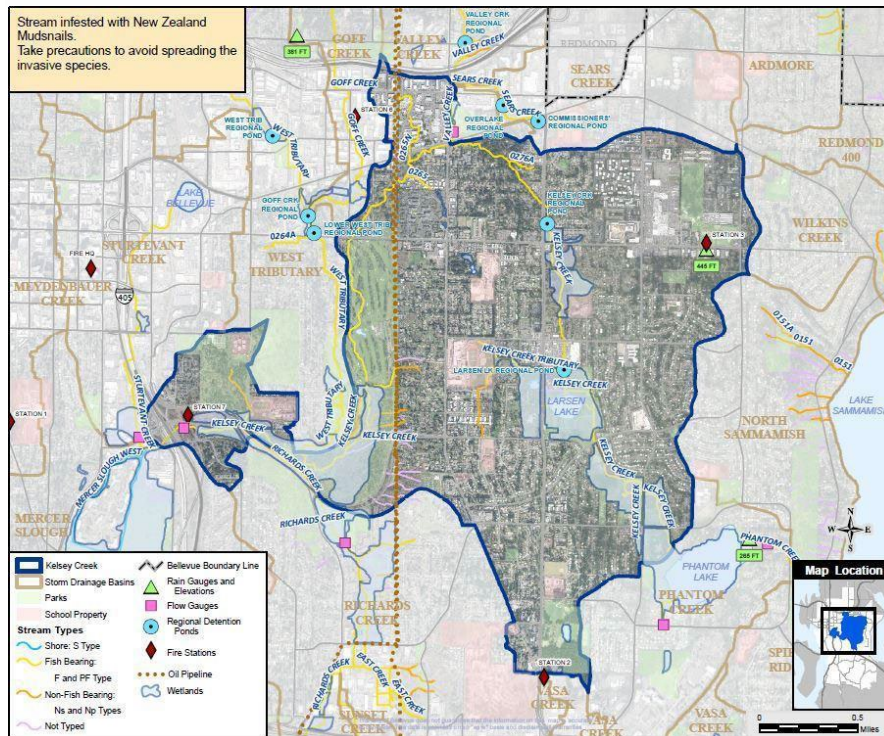 Stream infested with New Zealand
Mudsnails.
Take precautions to avoid spreading the
invasive species.
381 FT
GOFF
CREEK
VALLEY
CREEK
VALLEY CRK
REGIONAL
POND
VALLEY CREEK
REDMOND
SEARS
CREEK
ARDMORE
GOFF CREEK
SEARS CREEK
SEARS CREEK
STATION 6
GOFF CREEK
VALLEY CREEK
OVERLAKE
REGIONAL
POND
COMMISSIONERS'
REGIONAL POND
WEST TRIB
REGIONAL
POND
WEST TRIBUTARY
0265N
0265
0276A
REDMOND
400
LAKE
BELLEVUE
GOFF CRK
REGIONAL
POND
LOWER WEST TRIB
REGIONAL POND
KELSEY CRK
REGIONAL
POND
KELSEY CREEK
STATION 3
446 FT
WILKINS
CREEK
0264A
STURTEVANT
CREEK
WEST
TRIBUTARY
FIRE HQ
MEYDENBAUER
CREEK
405
WEST TRIBUTARY
0151A
0151
0151
KELSEY CREEK TRIBUTARY
LARSEN LK REGIONAL POND
KELSEY CREEK
LARSEN
LAKE
LAKE
SAMMAMISH
STURTEVANT CREEK
STATION 1
STATION 7
KELSEY CREEK
WEST TRIBUTARY
KELSEY CREEK
KELSEY CREEK
NORTH
SAMMAMISH
MERCER SLOUGH WEST
RICHARDS CREEK
KELSEY CREEK
KELSEY CREEK
KELSEY CREEK
MERCER
SLOUGH
RICHARDS CREEK
PHANTOM CREEK
265 FT
PHANTOM
LAKE
PHANTOM
CREEK
N
W
E
S
RICHARDS
CREEK
STATION 2
VASA
CREEK
RICHARDS CREEK
EAST CREEK
EAST CREEK
SUNSET
CREEK
VASA
CREEK
VASA
CREEK
Kelsey Creek
Storm Drainage Basins
Parks
School Property
Stream Types
Shore: S Type
Fish Bearing:
F and PF Type
Non-Fish Bearing:
Ns and Np Types
Not Typed
Bellevue Boundary Line
Rain Gauges and
Elevations
Flow Gauges
Regional Detention
Ponds
Fire Stations
Oil Pipeline
Wetlands
Map Location
0
0.5
Miles